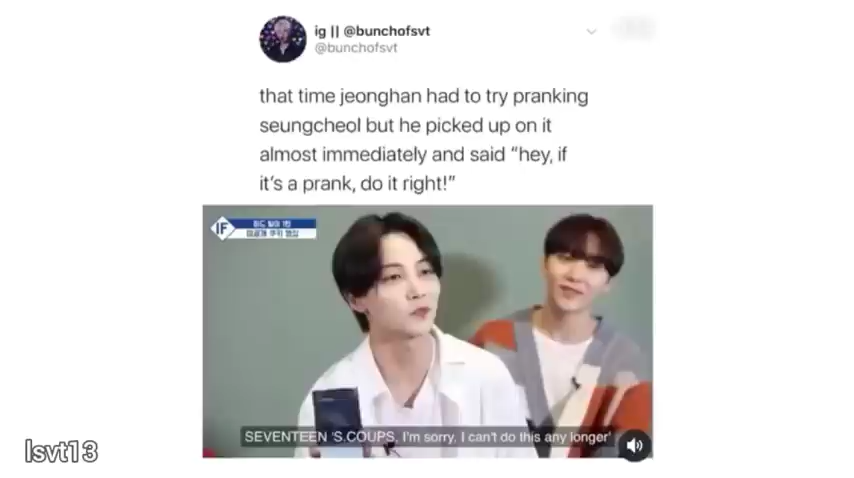 ig || @bunchofsvt
@bunchofsvt
that time jeonghan had to try pranking
seungcheol but he picked up on it
almost immediately and said “hey, if
it’s a prank, do it right!”
IF
SEVENTEEN 'S.COUPS, I'm sorry, I can't do this any longer'
lsvt13